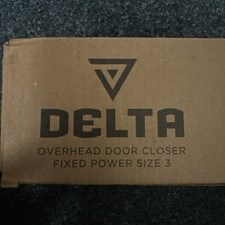 DELTA
OVERHEAD DOOR CLOSER
FIXED POWER SIZE 3